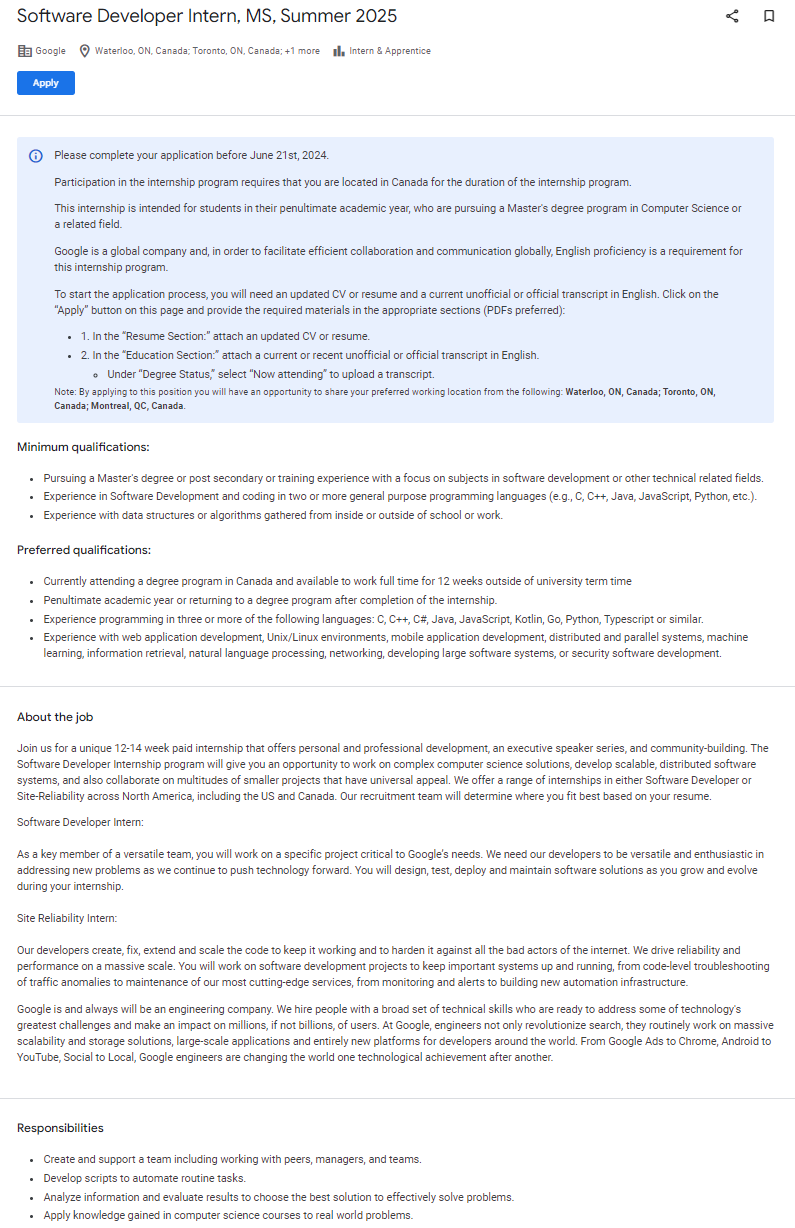 Software Developer Intern, MS, Summer 2025
Google Waterloo, ON, Canada; Toronto, ON, Canada; +1 more Intern & Apprentice
Apply
Please complete your application before June 21st, 2024.
Participation in the internship program requires that you are located in Canada for the duration of the internship program.
This internship is intended for students in their penultimate academic year, who are pursuing a Master's degree program in Computer Science or
a related field.
Google is a global company and, in order to facilitate efficient collaboration and communication globally, English proficiency is a requirement for
this internship program.
To start the application process, you will need an updated CV or resume and a current unofficial or official transcript in English. Click on the
“Apply” button on this page and provide the required materials in the appropriate sections (PDFs preferred):
• 1. In the “Resume Section:” attach an updated CV or resume.
• 2. In the “Education Section:” attach a current or recent unofficial or official transcript in English.
◦ Under “Degree Status,” select “Now attending” to upload a transcript.
Note: By applying to this position you will have an opportunity to share your preferred working location from the following: Waterloo, ON, Canada; Toronto, ON,
Canada; Montreal, QC, Canada.
Minimum qualifications:
• Pursuing a Master's degree or post secondary or training experience with a focus on subjects in software development or other technical related fields.
• Experience in Software Development and coding in two or more general purpose programming languages (e.g., C, C++, Java, JavaScript, Python, etc.).
• Experience with data structures or algorithms gathered from inside or outside of school or work.
Preferred qualifications:
• Currently attending a degree program in Canada and available to work full time for 12 weeks outside of university term time
• Penultimate academic year or returning to a degree program after completion of the internship.
• Experience programming in three or more of the following languages: C, C++, C#, Java, JavaScript, Kotlin, Go, Python, Typescript or similar.
• Experience with web application development, Unix/Linux environments, mobile application development, distributed and parallel systems, machine
learning, information retrieval, natural language processing, networking, developing large software systems, or security software development.
About the job
Join us for a unique 12-14 week paid internship that offers personal and professional development, an executive speaker series, and community-building. The
Software Developer Internship program will give you an opportunity to work on complex computer science solutions, develop scalable, distributed software
systems, and also collaborate on multitudes of smaller projects that have universal appeal. We offer a range of internships in either Software Developer or
Site-Reliability across North America, including the US and Canada. Our recruitment team will determine where you fit best based on your resume.
Software Developer Intern:
As a key member of a versatile team, you will work on a specific project critical to Google's needs. We need our developers to be versatile and enthusiastic in
addressing new problems as we continue to push technology forward. You will design, test, deploy and maintain software solutions as you grow and evolve
during your internship.
Site Reliability Intern:
Our developers create, fix, extend and scale the code to keep it working and to harden it against all the bad actors of the internet. We drive reliability and
performance on a massive scale. You will work on software development projects to keep important systems up and running, from code-level troubleshooting
of traffic anomalies to maintenance of our most cutting-edge services, from monitoring and alerts to building new automation infrastructure.
Google is and always will be an engineering company. We hire people with a broad set of technical skills who are ready to address some of technology's
greatest challenges and make an impact on millions, if not billions, of users. At Google, engineers not only revolutionize search, they routinely work on massive
scalability and storage solutions, large-scale applications and entirely new platforms for developers around the world. From Google Ads to Chrome, Android to
YouTube, Social to Local, Google engineers are changing the world one technological achievement after another.
Responsibilities
• Create and support a team including working with peers, managers, and teams.
• Develop scripts to automate routine tasks.
• Analyze information and evaluate results to choose the best solution to effectively solve problems.
• Apply knowledge gained in computer science courses to real world problems.